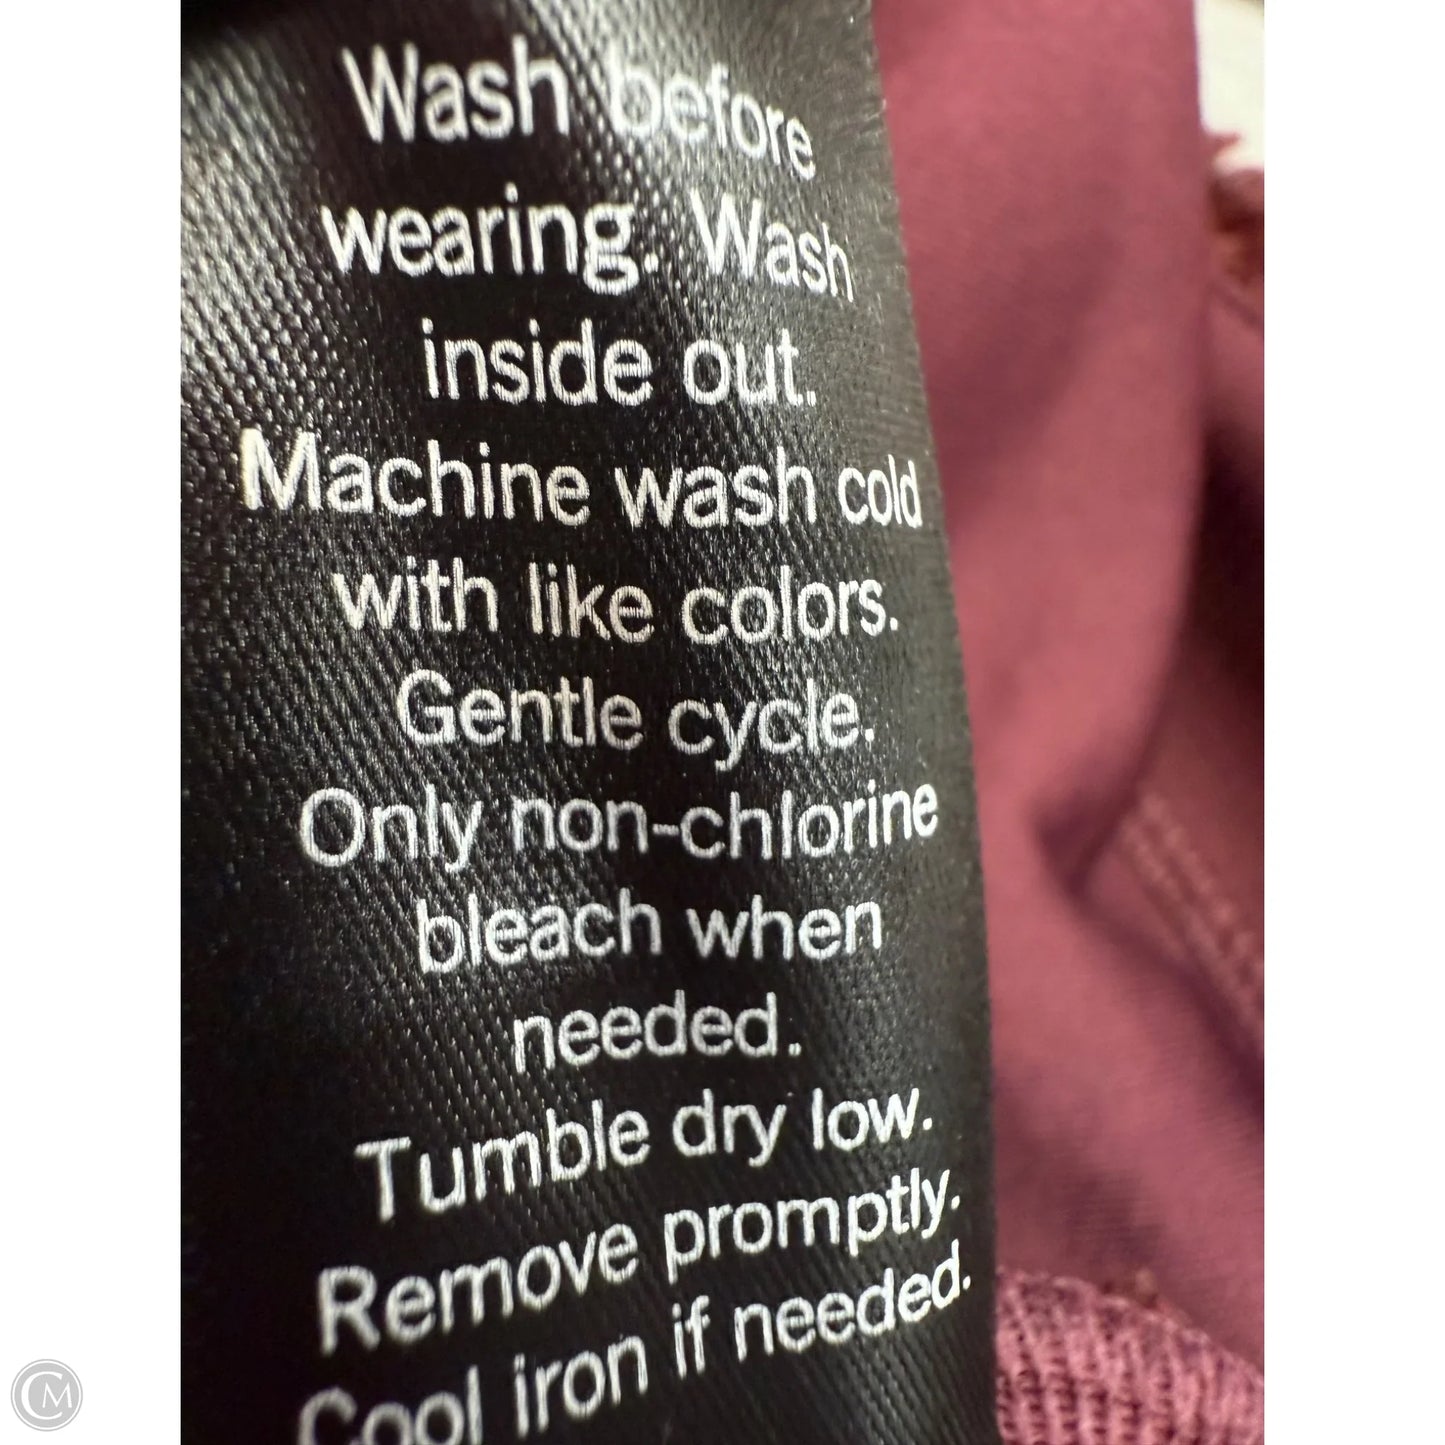 Wash before
wearing. Wash
inside out.
Machine wash cold
with like colors.
Gentle cycle.
Only non-chlorine
bleach when
needed.
Tumble dry low.
Remove promptly.
Cool iron if needed.
CM